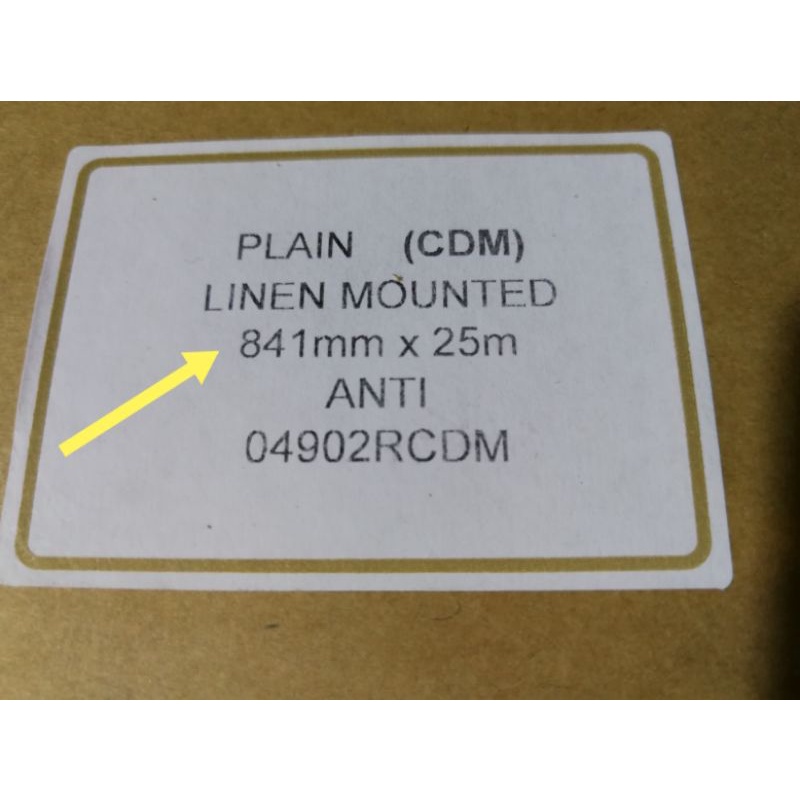 PLAIN (CDM)
LINEN MOUNTED
841mm x 25m
ANTI
04902RCDM